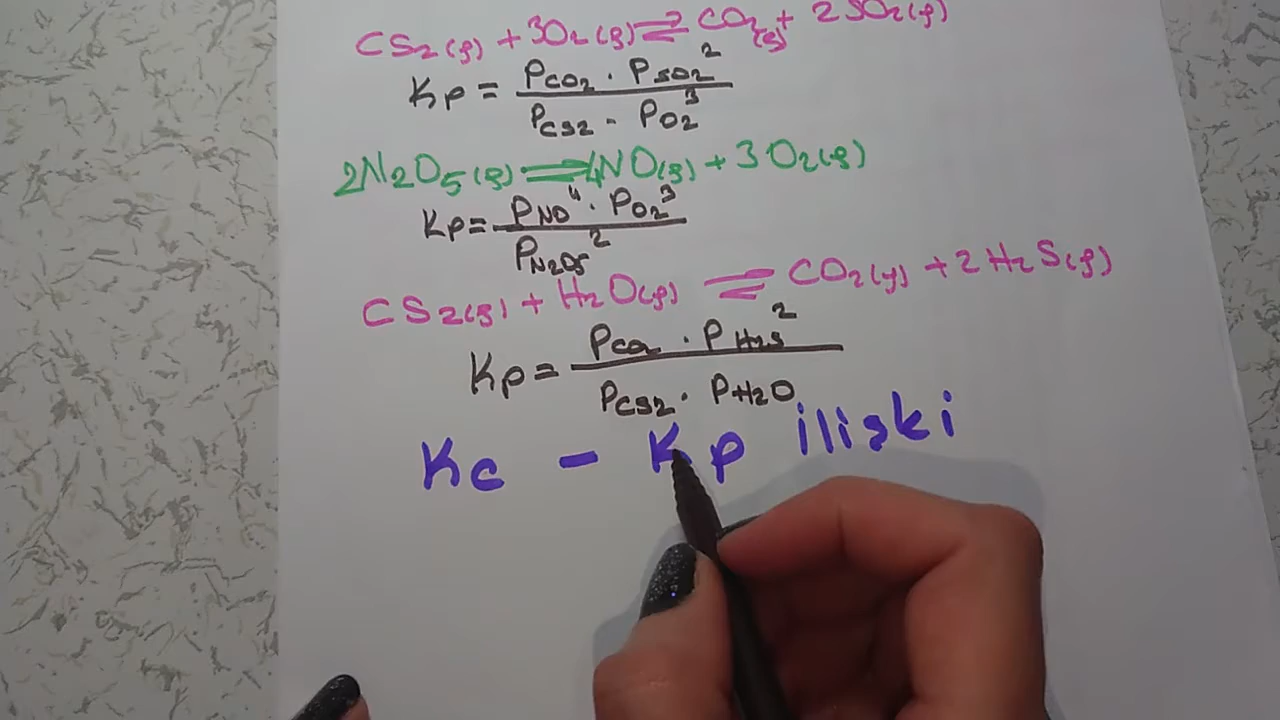 CS2(g) + 3O2(g) ⇌ CO2(g) + 2SO2(g)
Kp = PCO2 . PSO2^2 / PCS2 . PO2^3
2N2O5(g) ⇌ 4NO(g) + 3O2(g)
Kp = PNO^4 . PO2^3 / PN2O5^2
CS2(g) + H2O(g) ⇌ CO2(g) + 2H2S(g)
Kp = PCO2 . PH2S^2 / PCS2 . PH2O
Kc - Kp iliski